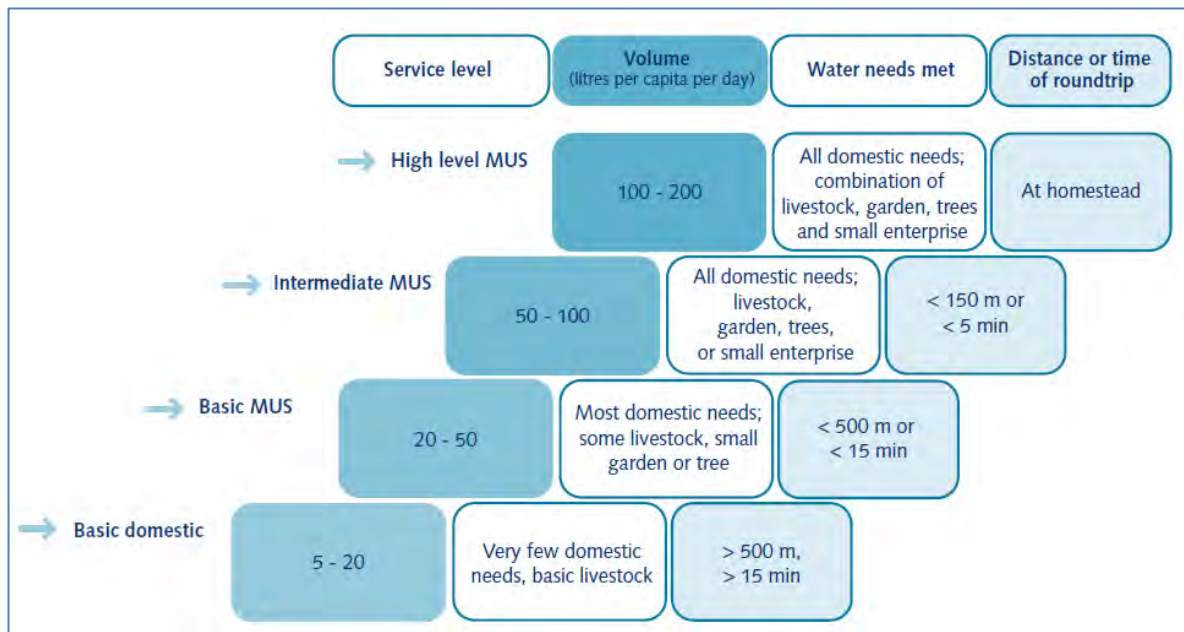 Service level
Volume
(litres per capita per day)
Water needs met
Distance or time
of roundtrip
High level MUS
100 - 200
All domestic needs;
combination of
livestock, garden, trees
and small enterprise
At homestead
Intermediate MUS
50 - 100
All domestic needs;
livestock,
garden, trees,
or small enterprise
< 150 m or
< 5 min
Basic MUS
20 - 50
Most domestic needs;
some livestock, small
garden or tree
< 500 m or
< 15 min
Basic domestic
5 - 20
Very few domestic
needs, basic livestock
> 500 m,
> 15 min